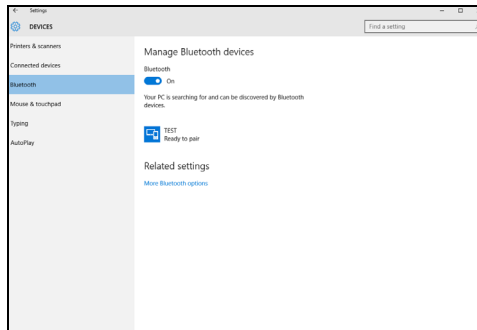 Settings
DEVICES
Find a setting
Printers & scanners
Connected devices
Bluetooth
Mouse & touchpad
Typing
AutoPlay
Manage Bluetooth devices
Bluetooth
On
Your PC is searching for and can be discovered by Bluetooth
devices.
TEST
Ready to pair
Related settings
More Bluetooth options